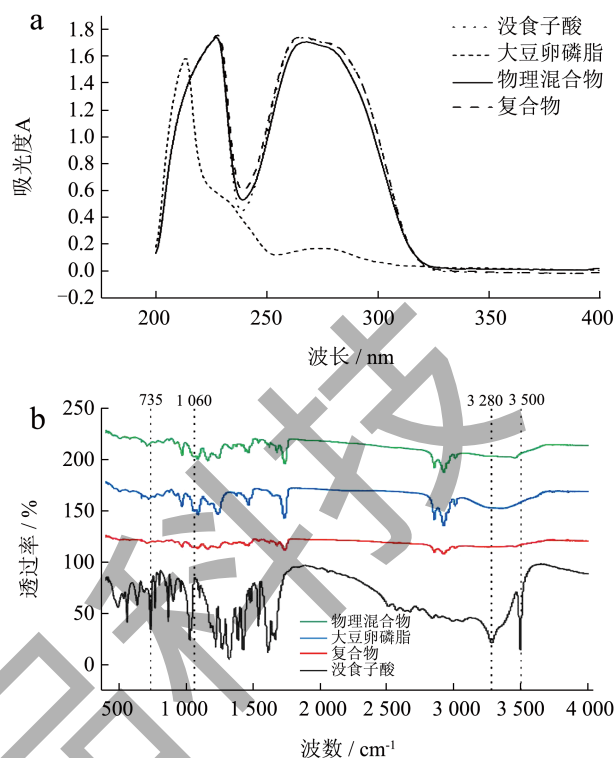 a
没食子酸
大豆卵磷脂
物理混合物
复合物
1.8
1.6
1.4
1.2
1.0
0.8
0.6
0.4
0.2
0.0
−0.2
吸光度A
200 250 300 350 400
波长 / nm
b
735 1 060 3 280 3 500
250
200
150
100
50
0
透过率 / %
物理混合物
大豆卵磷脂
复合物
没食子酸
500 1 000 1 500 2 000 2 500 3 000 3 500 4 000
波数 / cm-1
科技